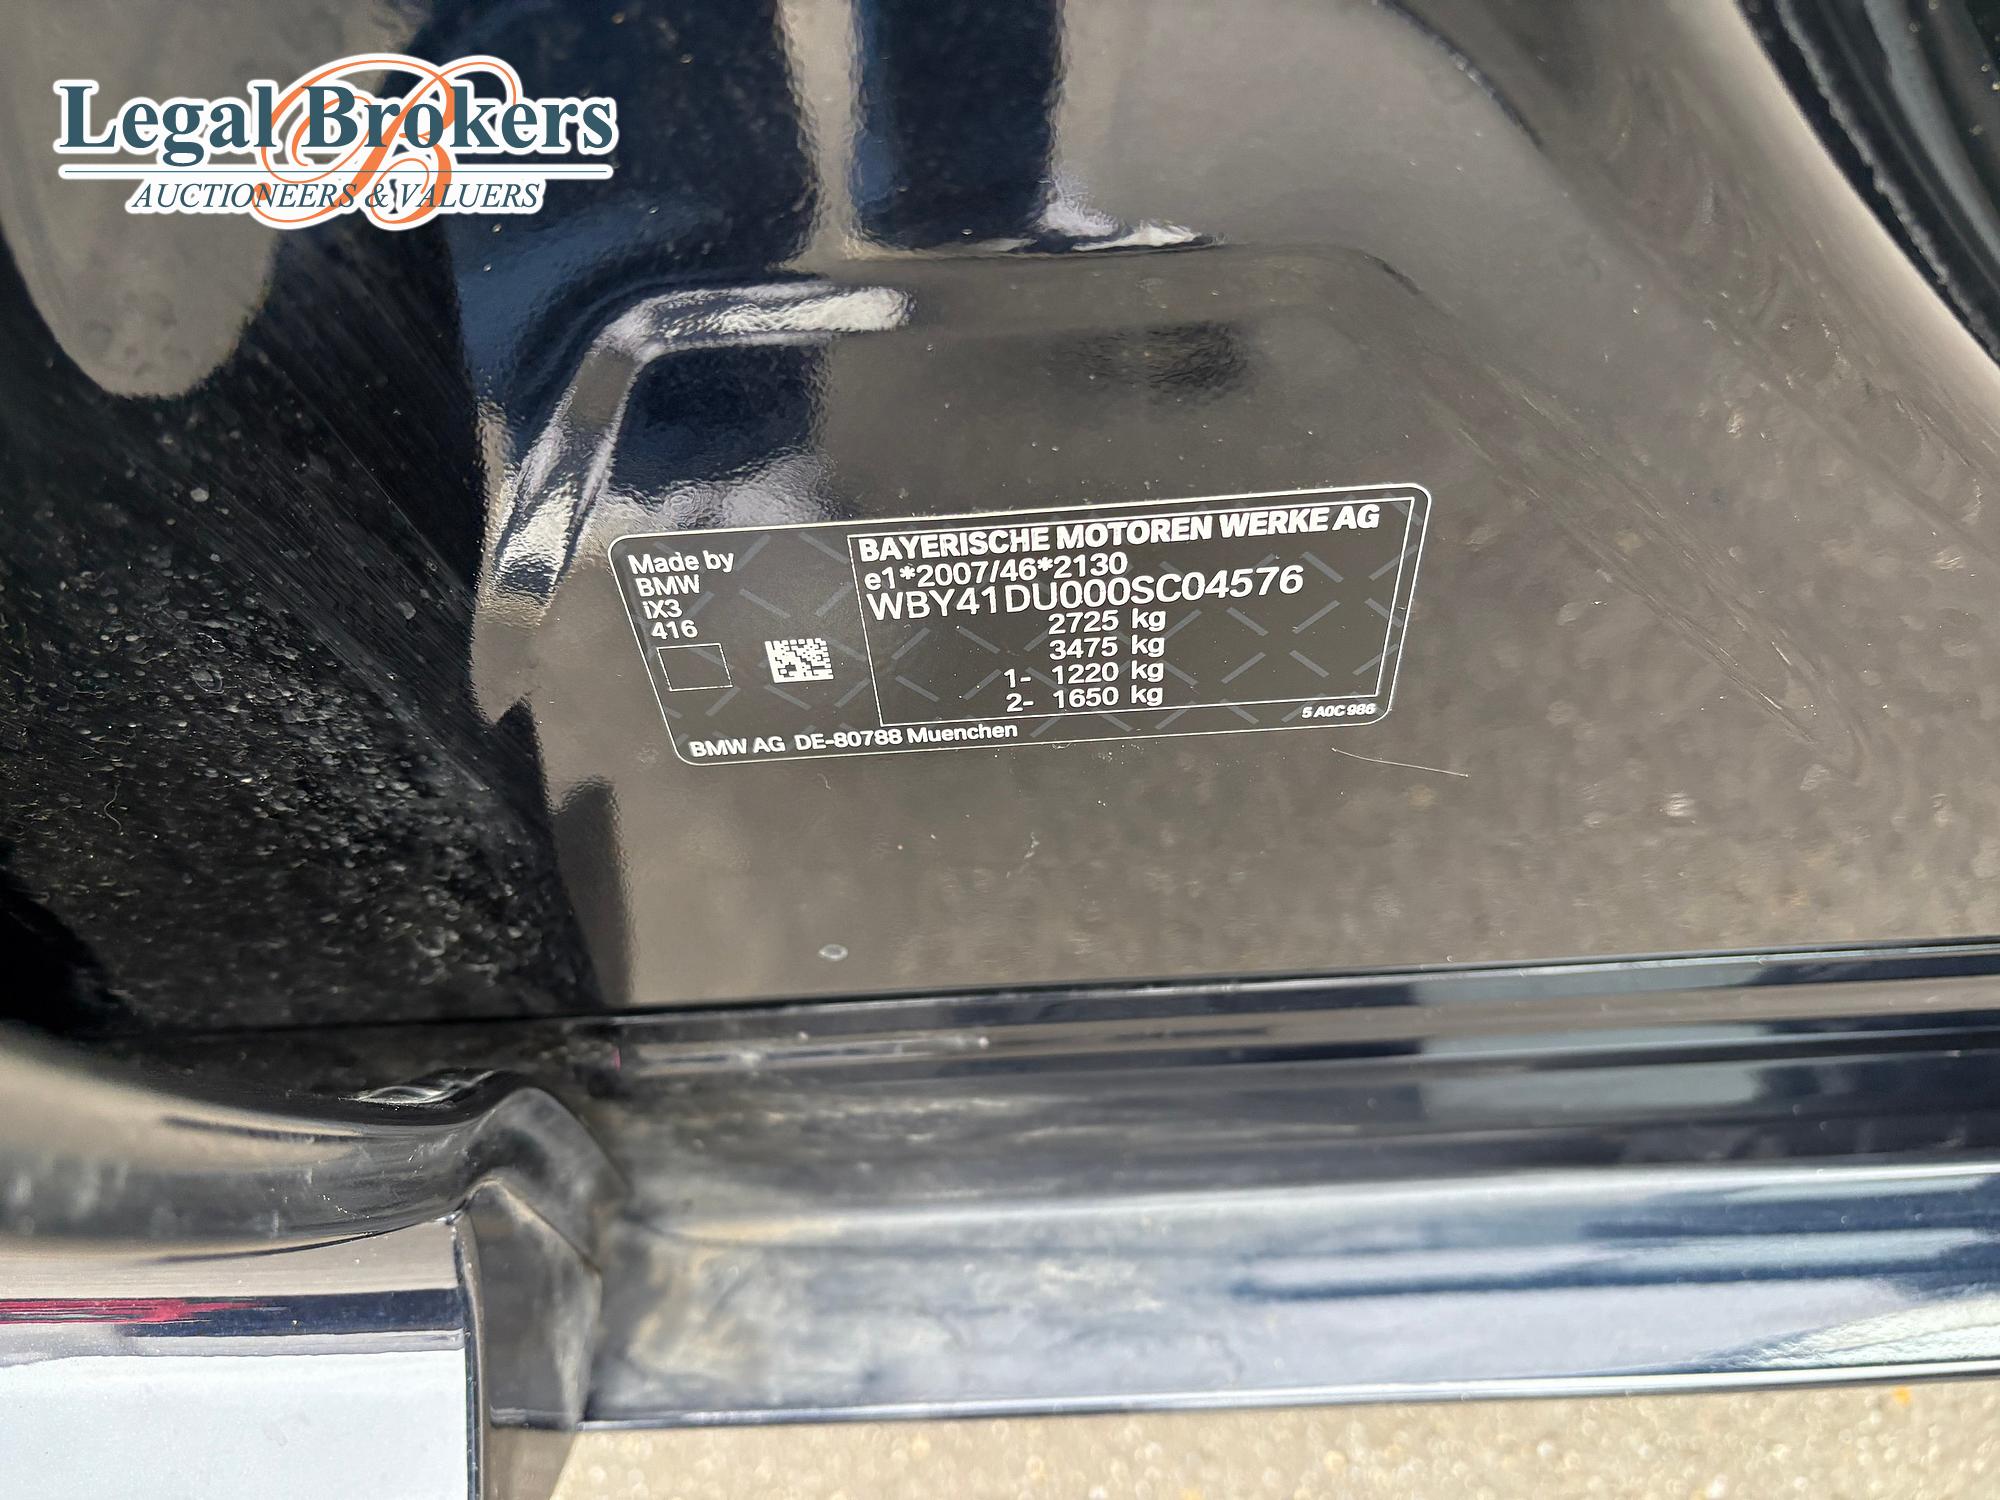 Legal Brokers
AUCTIONEERS & VALUERS
Made by
BMW
iX3
416
BAYERISCHE MOTOREN WERKE AG
e1*2007/46*2130
WBY41DU000SC04576
2725 kg
3475 kg
1- 1220 kg
2- 1650 kg
5 A0C 986
BMW AG DE-80788 Muenchen